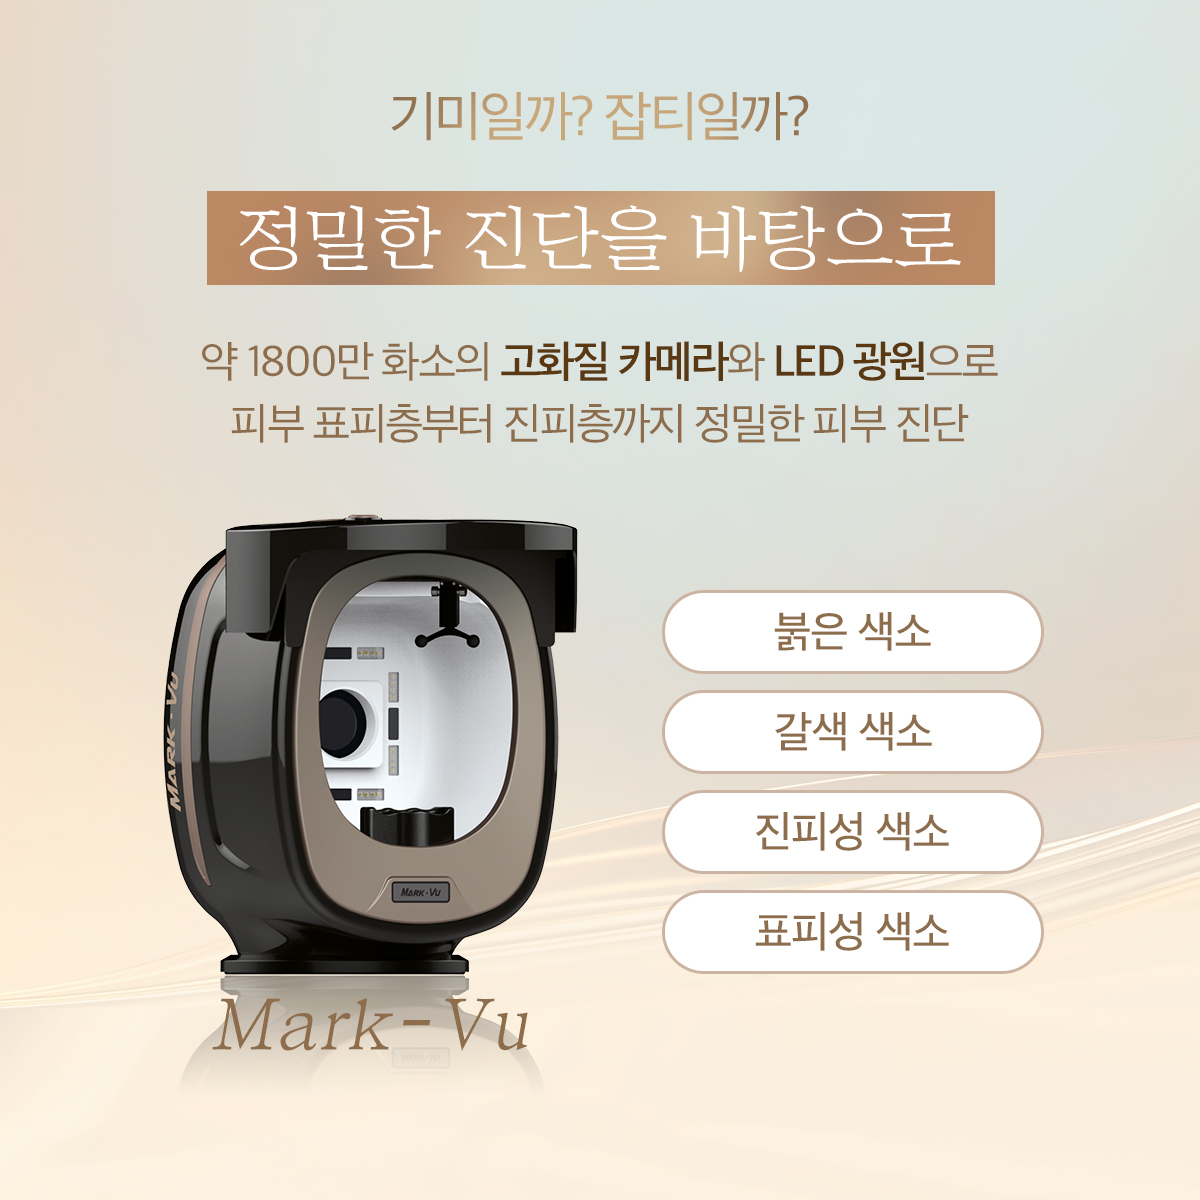 기미일까? 잡티일까?
정밀한 진단을 바탕으로
약 1800만 화소의 고화질 카메라와 LED 광원으로
피부 표피층부터 진피층까지 정밀한 피부 진단
MARK-VU
MARK-VU
붉은 색소
갈색 색소
진피성 색소
표피성 색소
Mark-Vu